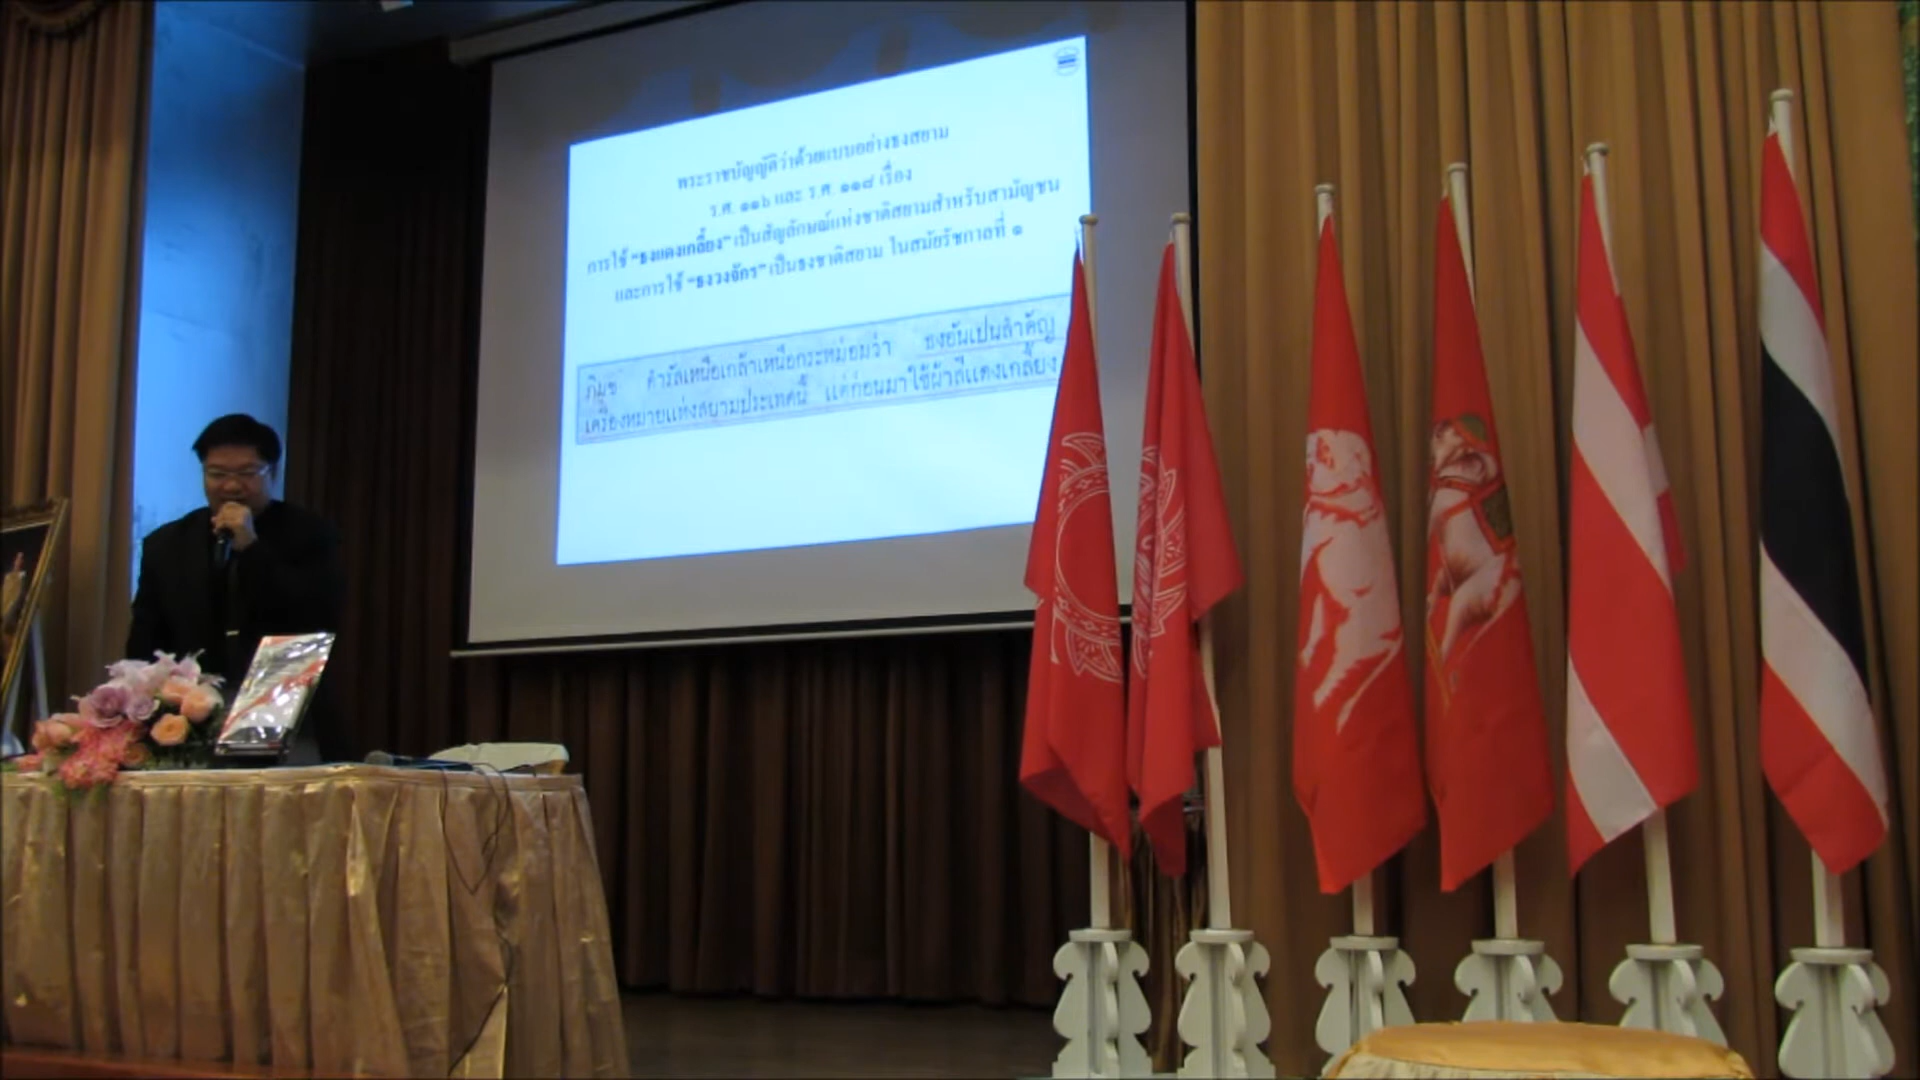 พระราชบัญญัติว่าด้วยแบบอย่างธงสยาม
ร.ศ. ๑๑๖ และ ร.ศ. ๑๑๘ เรื่อง
การใช้ “ธงแดงเกลี้ยง” เป็นสัญลักษณ์แห่งชาติสยามสำหรับสามัญชน
และการใช้ “ธงวงจักร” เป็นธงชาติสยาม ในสมัยรัชกาลที่ ๑
ดำรัสเหนือเกล้าเหนือกระหม่อมว่า ธงอันเปนสำคัญ
เครื่องหมายแห่งสยามประเทศนี้ แต่ก่อนมาใช้ผ้าสีแดงเกลี้ยง